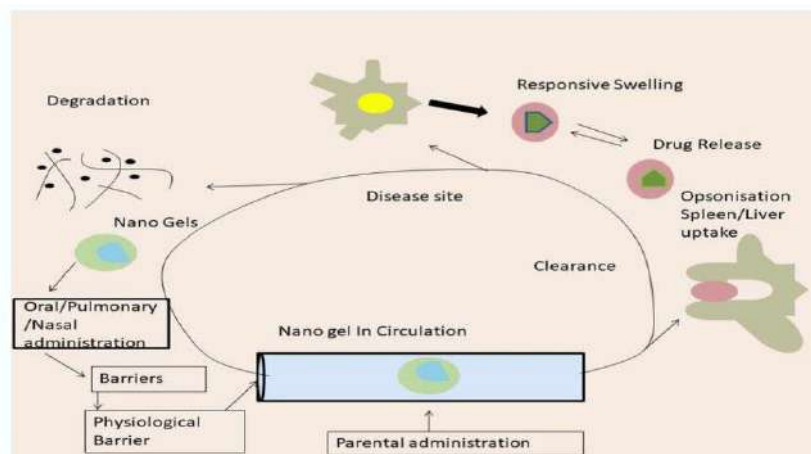 Responsive Swelling
Degradation
Drug Release
Disease site
Opsonisation
Spleen/Liver
uptake
Nano Gels
Clearance
Oral/Pulmonary
/Nasal
administration
Nano gel In Circulation
Barriers
Physiological
Barrier
Parental administration